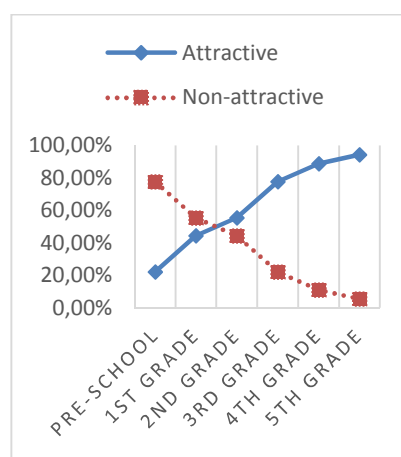 Attractive
Non-attractive
100,00%
80,00%
60,00%
40,00%
20,00%
0,00%
PRE-SCHOOL
1ST GRADE
2ND GRADE
3RD GRADE
4TH GRADE
5TH GRADE